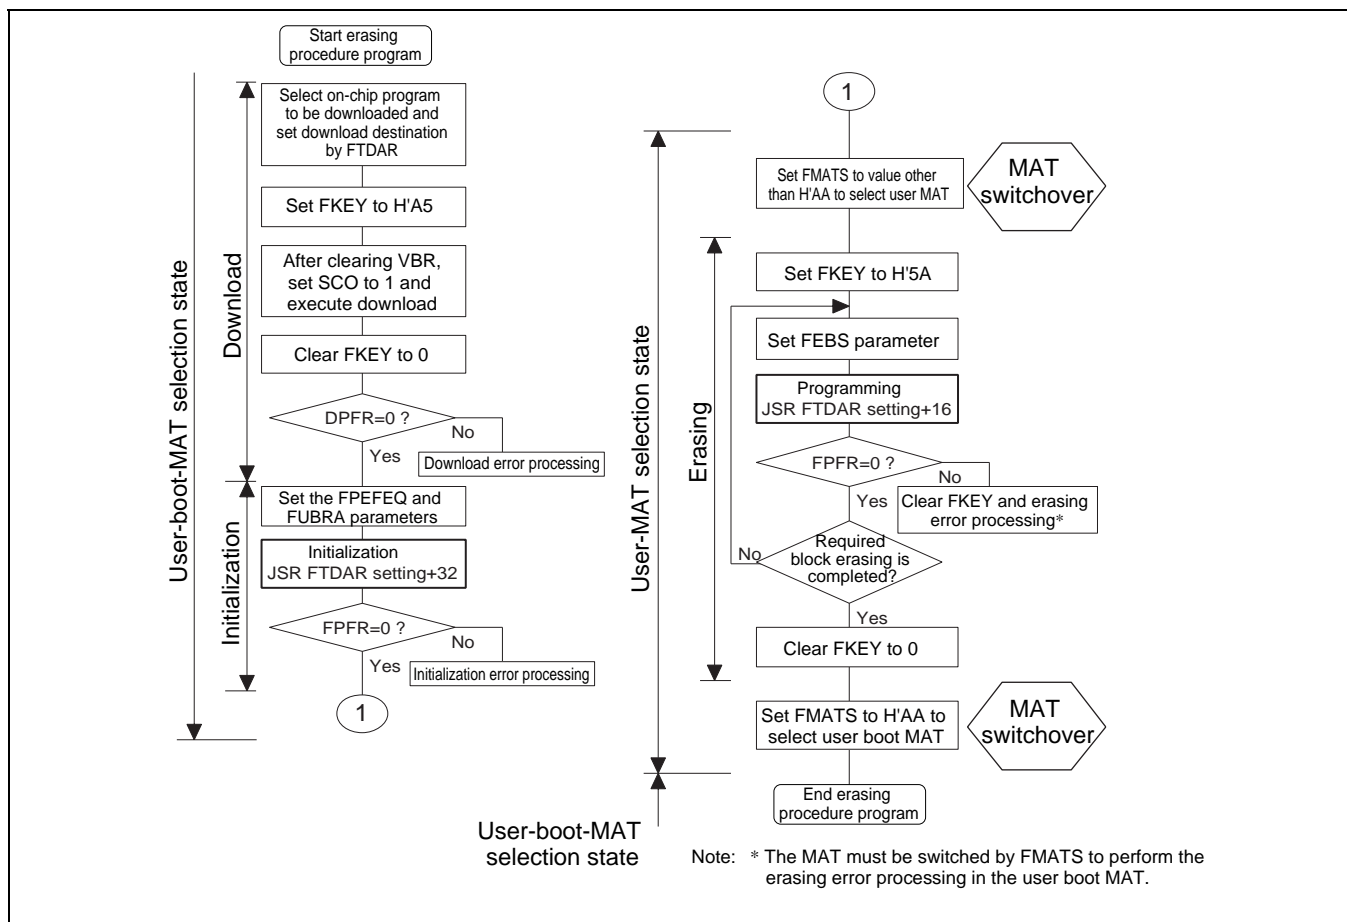 Start erasing
procedure program
User-boot-MAT selection state
Download
Select on-chip program
to be downloaded and
set download destination
by FTDAR
Set FKEY to H'A5
After clearing VBR,
set SCO to 1 and
execute download
Clear FKEY to 0
DPFR=0 ?
No
Yes
Download error processing
Initialization
Set the FPEFEQ and
FUBRA parameters
Initialization
JSR FTDAR setting+32
FPFR=0 ?
No
Yes
Initialization error processing
1
1
User-MAT selection state
Set FMATS to value other
than H'AA to select user MAT
MAT
switchover
Erasing
Set FKEY to H'5A
Set FEBS parameter
Programming
JSR FTDAR setting+16
FPFR=0 ?
No
Yes
Clear FKEY and erasing
error processing*
Required
block erasing is
completed?
No
Yes
Clear FKEY to 0
Set FMATS to H'AA to
select user boot MAT
MAT
switchover
End erasing
procedure program
User-boot-MAT
selection state
Note: * The MAT must be switched by FMATS to perform the
erasing error processing in the user boot MAT.